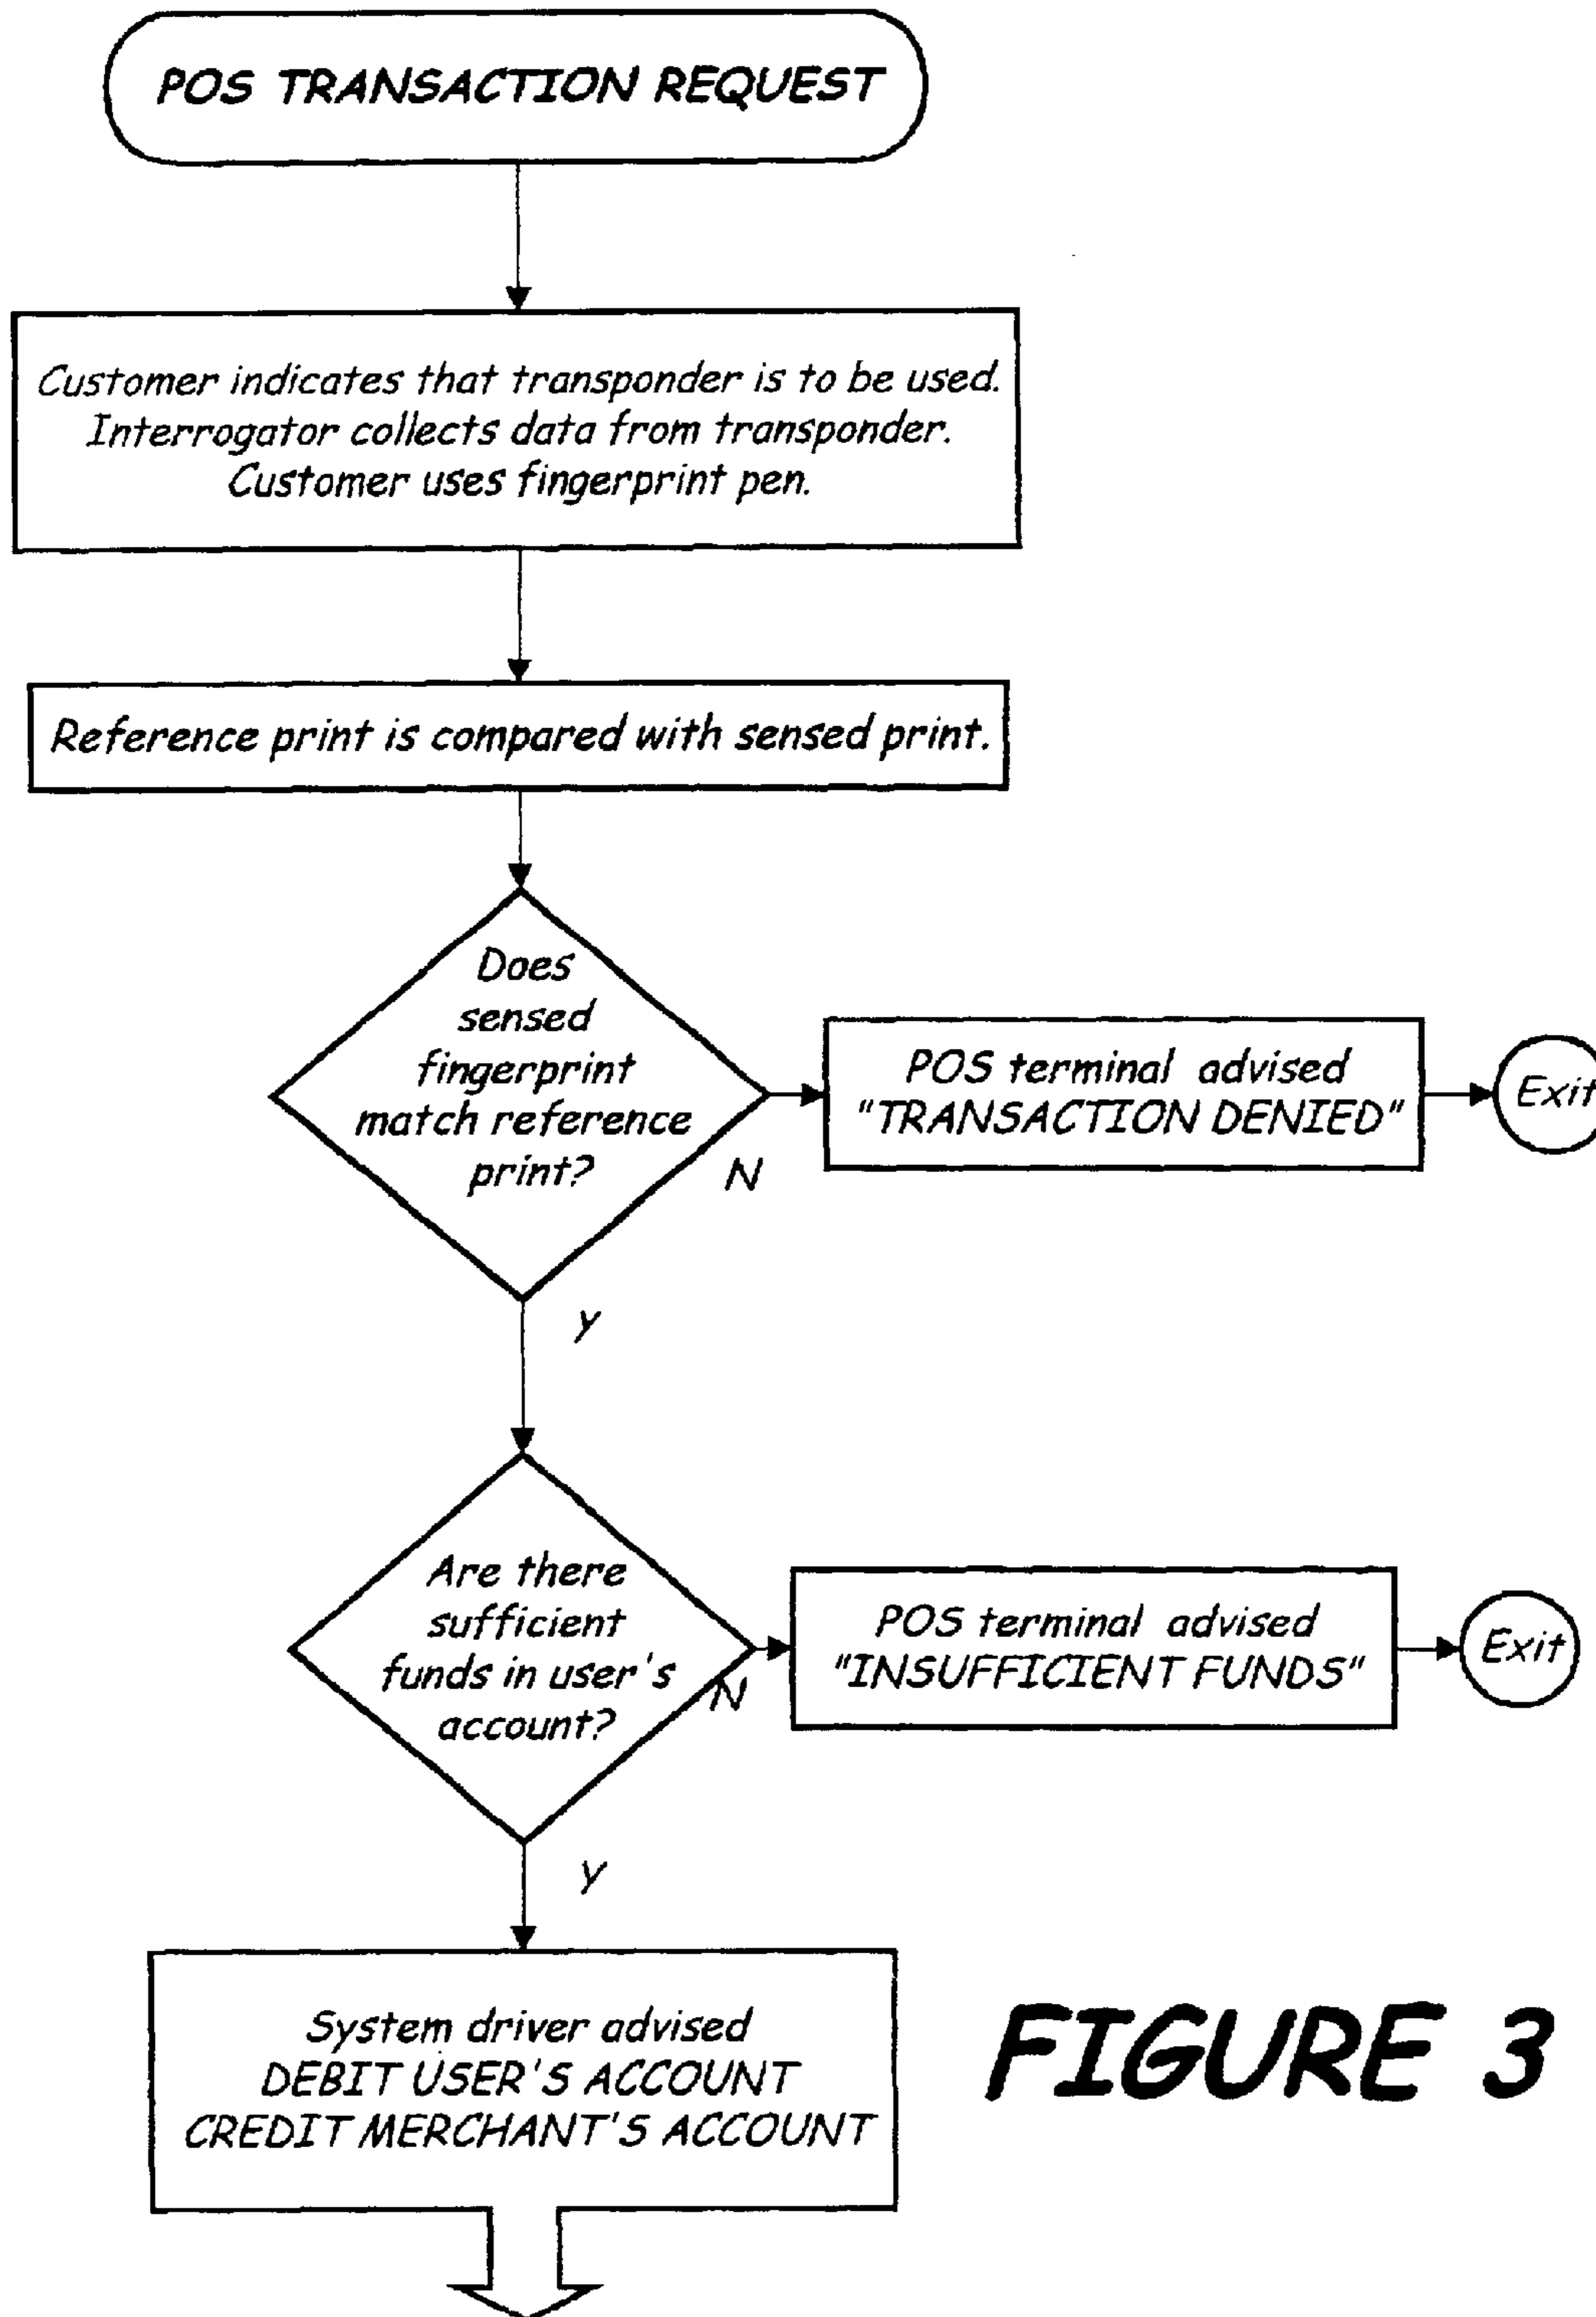 POS TRANSACTION REQUEST
Customer indicates that transponder is to be used.
Interrogator collects data from transponder.
Customer uses fingerprint pen.
Reference print is compared with sensed print.
Does
sensed
fingerprint
match reference
print?
N
POS terminal advised
"TRANSACTION DENIED"
Exit
y
Are there
sufficient
funds in user's
account?
N
POS terminal advised
"INSUFFICIENT FUNDS"
Exit
y
System driver advised
DEBIT USER'S ACCOUNT
CREDIT MERCHANT'S ACCOUNT
FIGURE 3